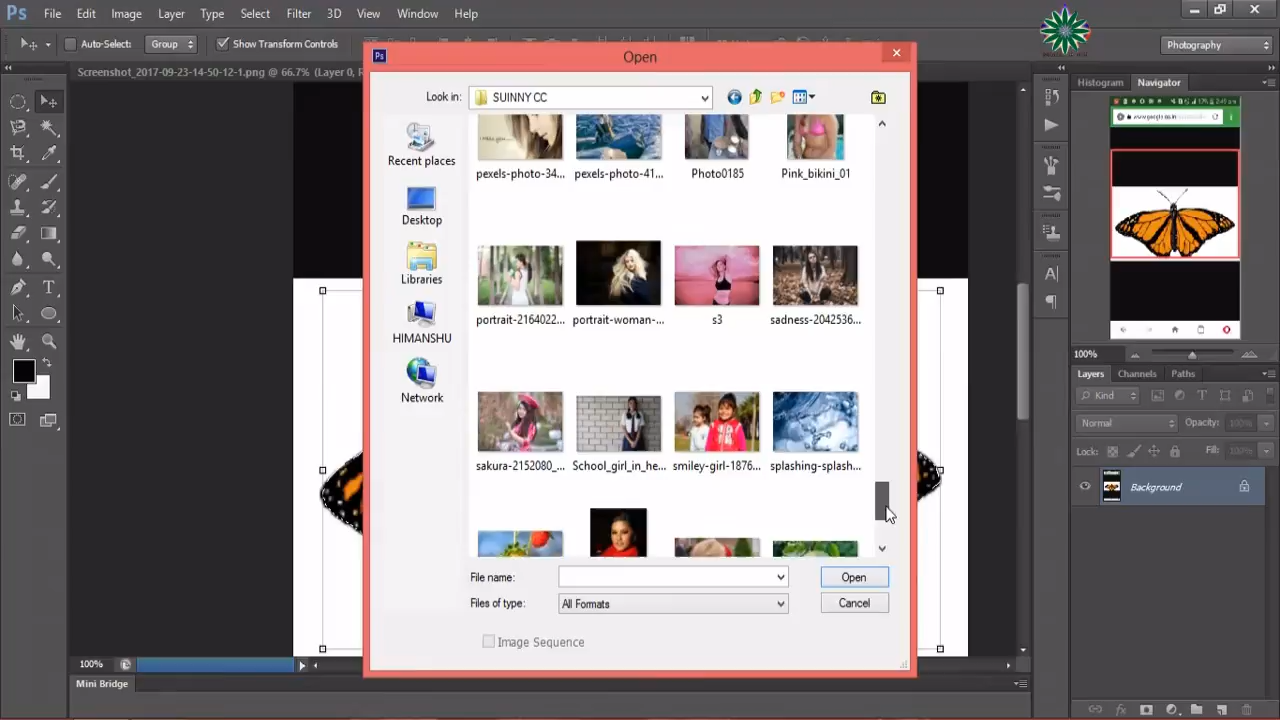 Ps File Edit Image Layer Type Select Filter 3D View Window Help
Auto-Select: Group Show Transform Controls
Photography
Screenshot_2017-09-23-14-50-12-1.png @ 66.7% (Layer 0, R
Ps Open
Look in: SUINNY CC
Recent places
Desktop
Libraries
HIMANSHU
Network
pexels-photo-34... pexels-photo-41... Photo0185 Pink_bikini_01
portrait-2164022... portrait-woman-... s3 sadness-2042536...
sakura-2152080_... School_girl_in_he... smiley-girl-1876... splashing-splash...
File name: Open
Files of type: All Formats Cancel
Image Sequence
Histogram Navigator
100%
Layers Channels Paths
Kind
Normal Opacity: 100%
Lock: Fill: 100%
Background
100%
Mini Bridge